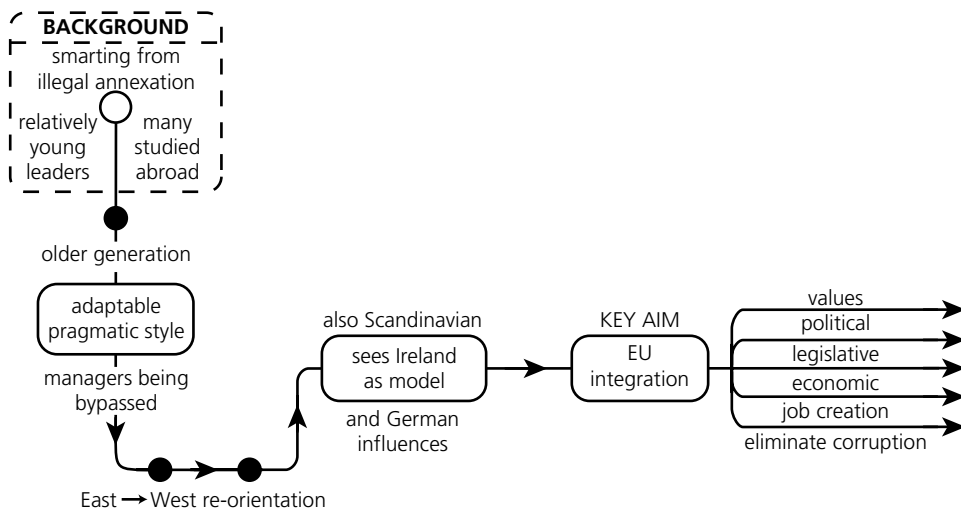 BACKGROUND
smarting from
illegal annexation
relatively
young
leaders
many
studied
abroad
older generation
adaptable
pragmatic style
managers being
bypassed
East → West re-orientation
also Scandinavian
sees Ireland
as model
and German
influences
KEY AIM
EU
integration
values
political
legislative
economic
job creation
eliminate corruption